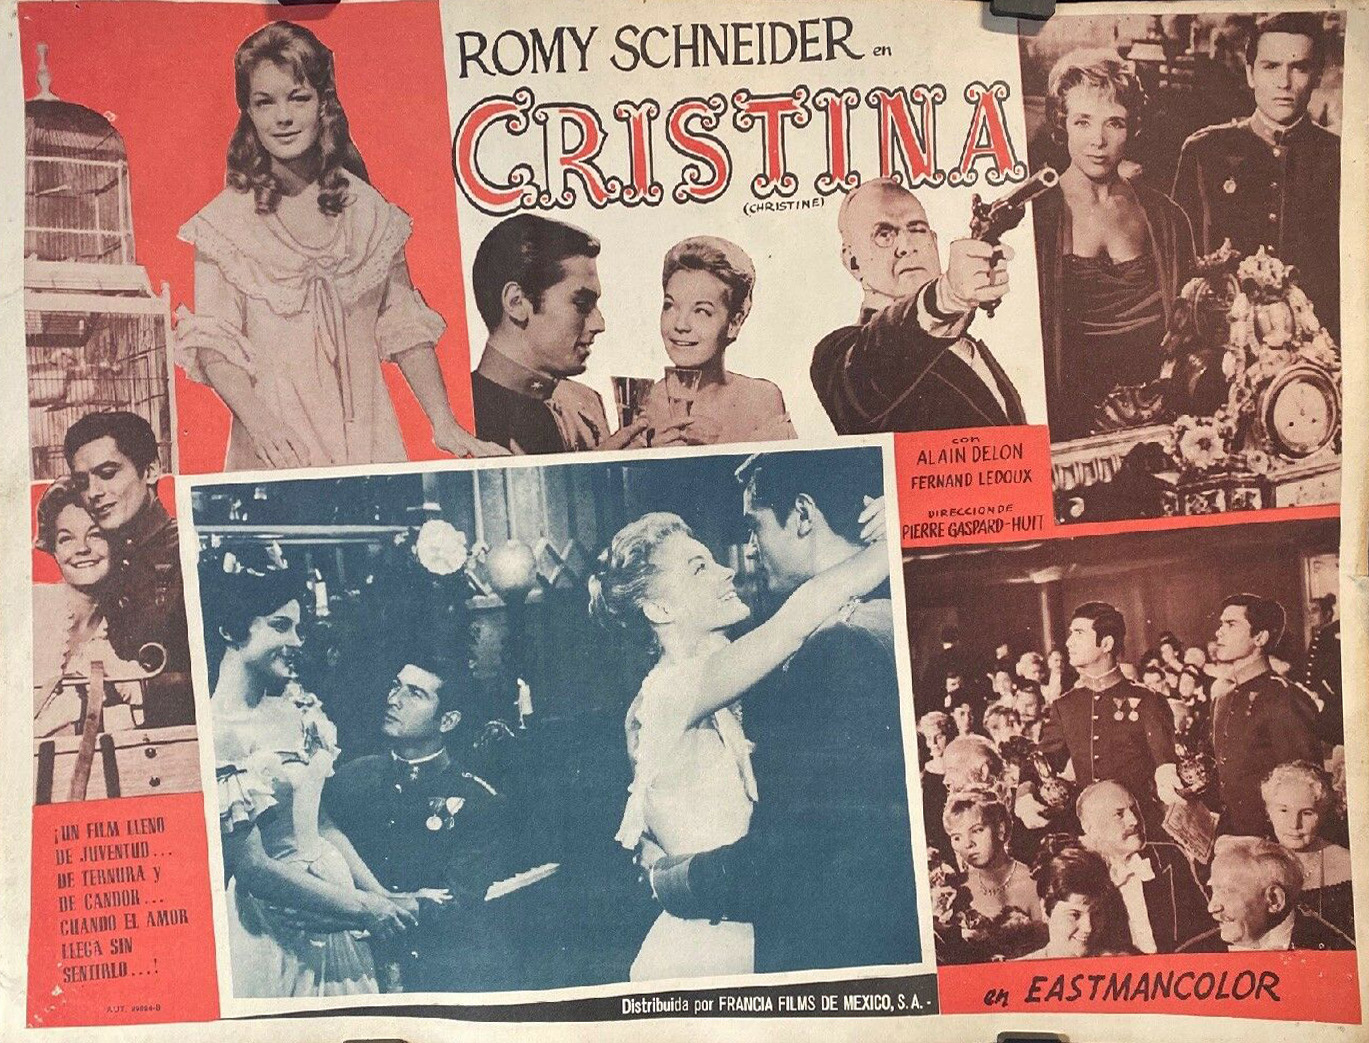 ROMY SCHNEIDER en
CRISTINA
(CHRISTINE)
con
ALAIN DELON
FERNAND LEDOUX
DIRECCION DE
PIERRE GASPARD-HUIT
¡UN FILM LLENO
DE JUVENTUD...
DE TERNURA Y
DE CANDOR...
CUANDO EL AMOR
LLEGA SIN
SENTIRLO...!
Distribuida por FRANCIA FILMS DE MEXICO, S.A.-
en EASTMANCOLOR